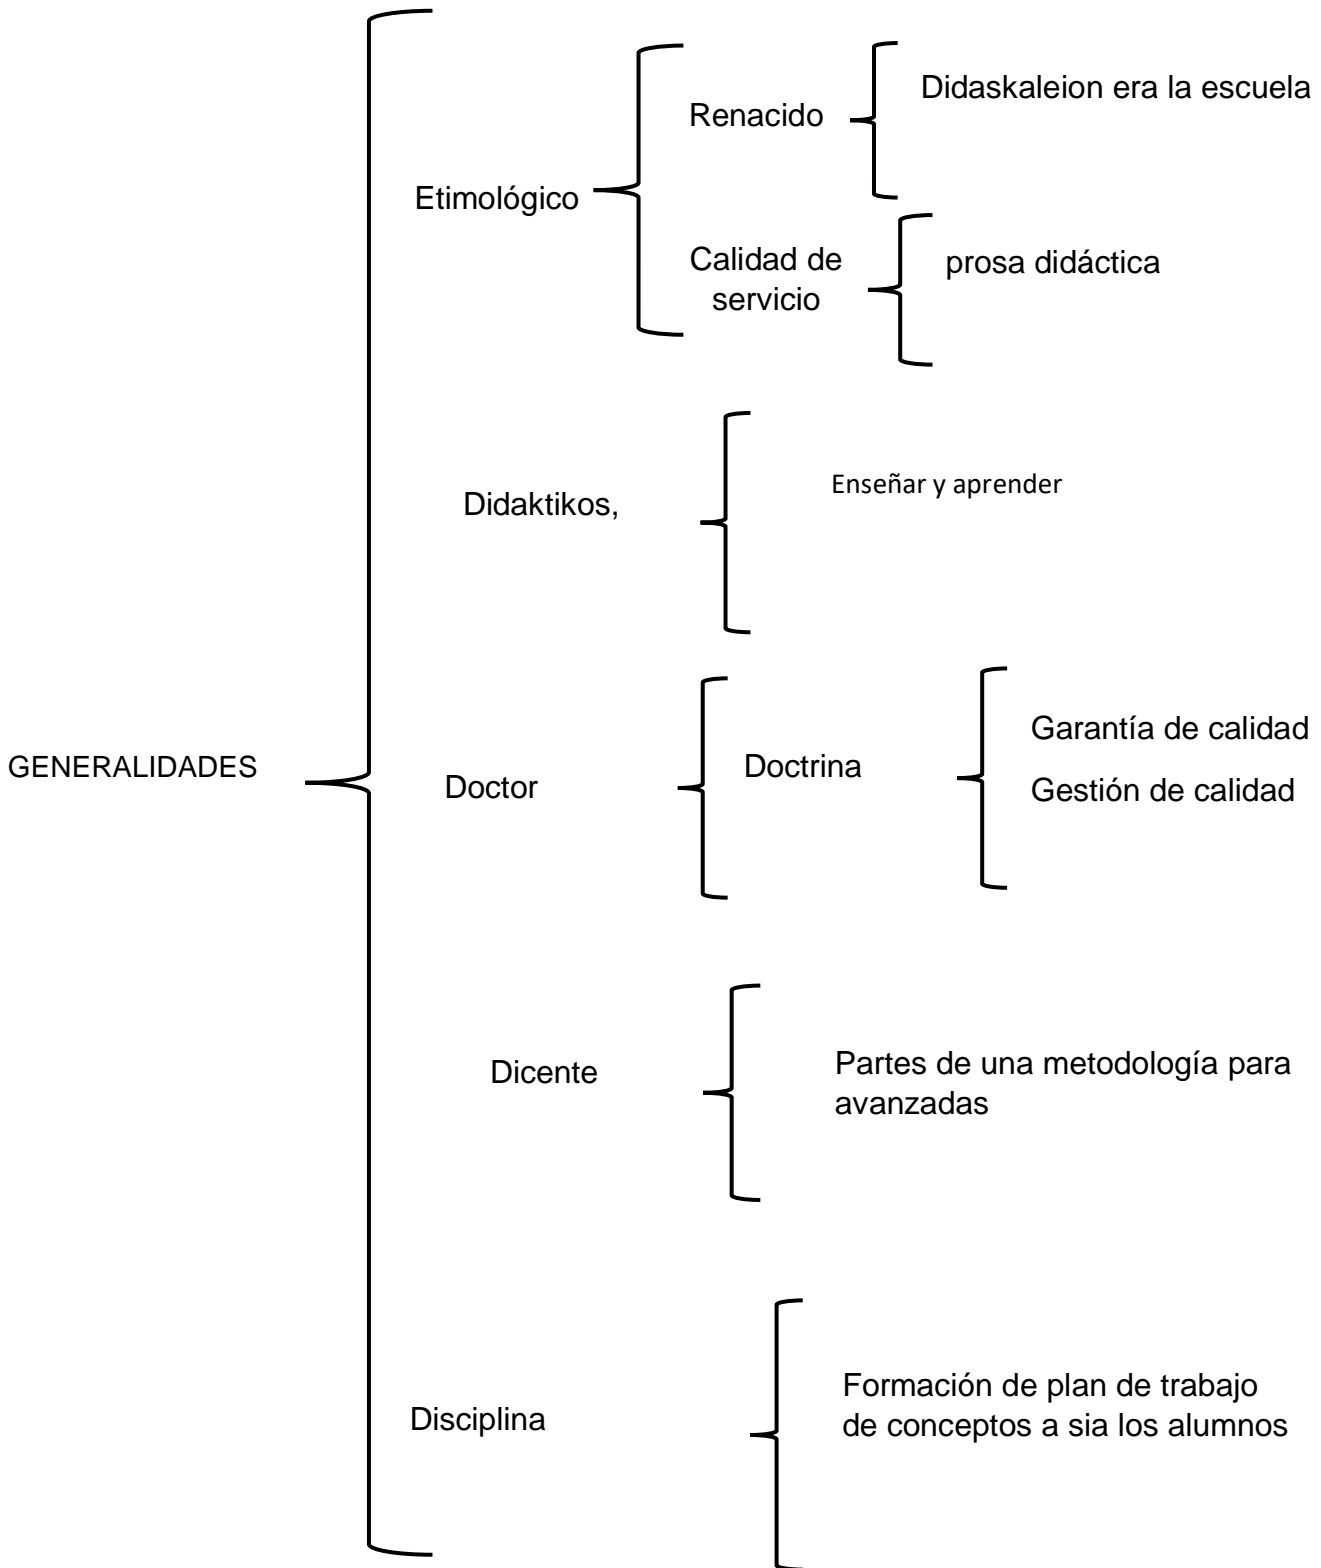 GENERALIDADES
Etimológico
Renacido
Didaskaleion era la escuela
Calidad de
servicio
prosa didáctica
Didaktikos,
Enseñar y aprender
Doctor
Doctrina
Garantía de calidad
Gestión de calidad
Dicente
Partes de una metodología para
avanzadas
Disciplina
Formación de plan de trabajo
de conceptos a sia los alumnos